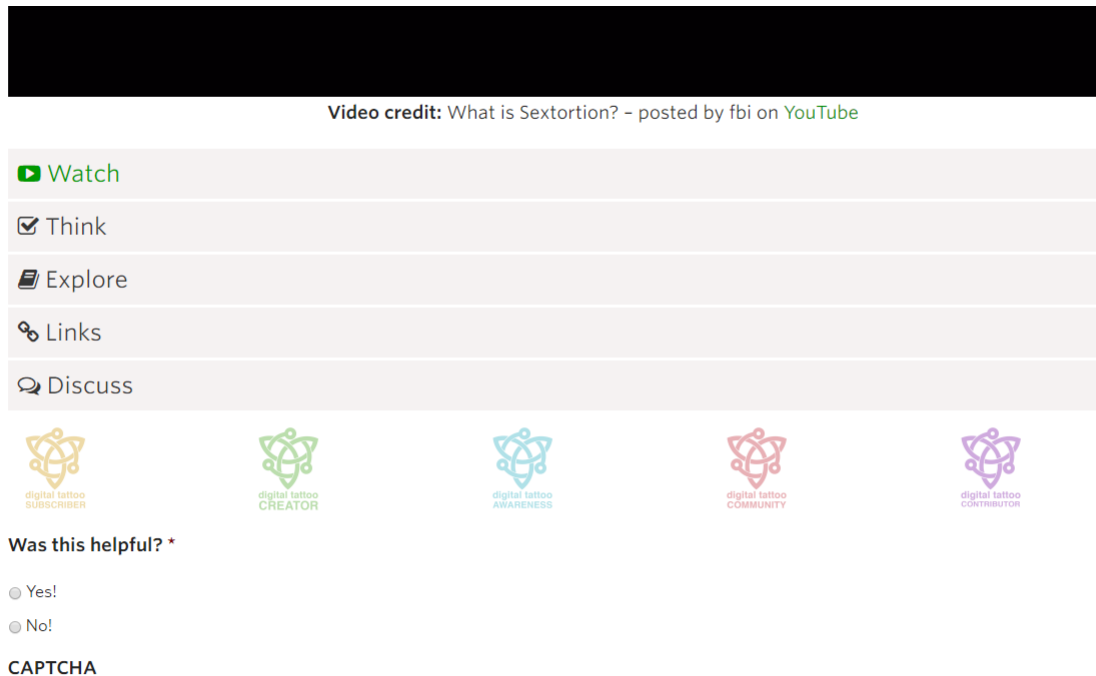 Video credit: What is Sextortion? – posted by fbi on YouTube
Watch
Think
Explore
Links
Discuss
digital tattoo
SUBSCRIBER
digital tattoo
CREATOR
digital tattoo
AWARENESS
digital tattoo
COMMUNITY
digital tattoo
CONTRIBUTOR
Was this helpful? *
Yes!
No!
CAPTCHA